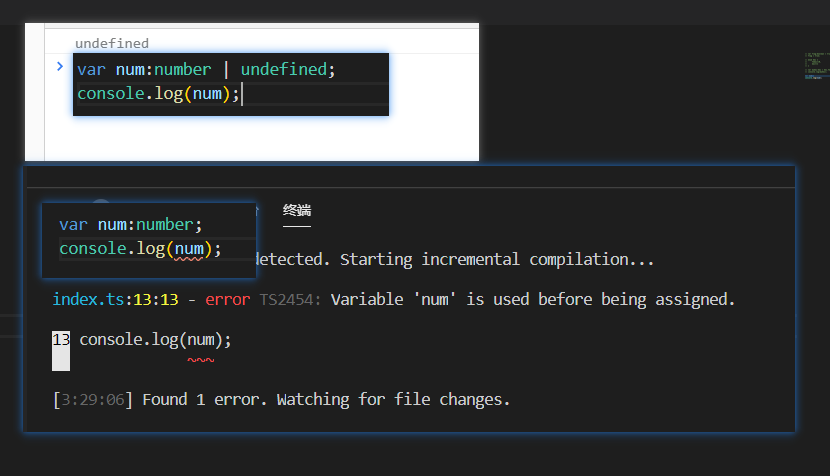 undefined
var num:number | undefined;
console.log(num);
终端
var num:number;
console.log(num);
detected. Starting incremental compilation...
index.ts:13:13 - error TS2454: Variable 'num' is used before being assigned.
13 console.log(num);
[3:29:06] Found 1 error. Watching for file changes.